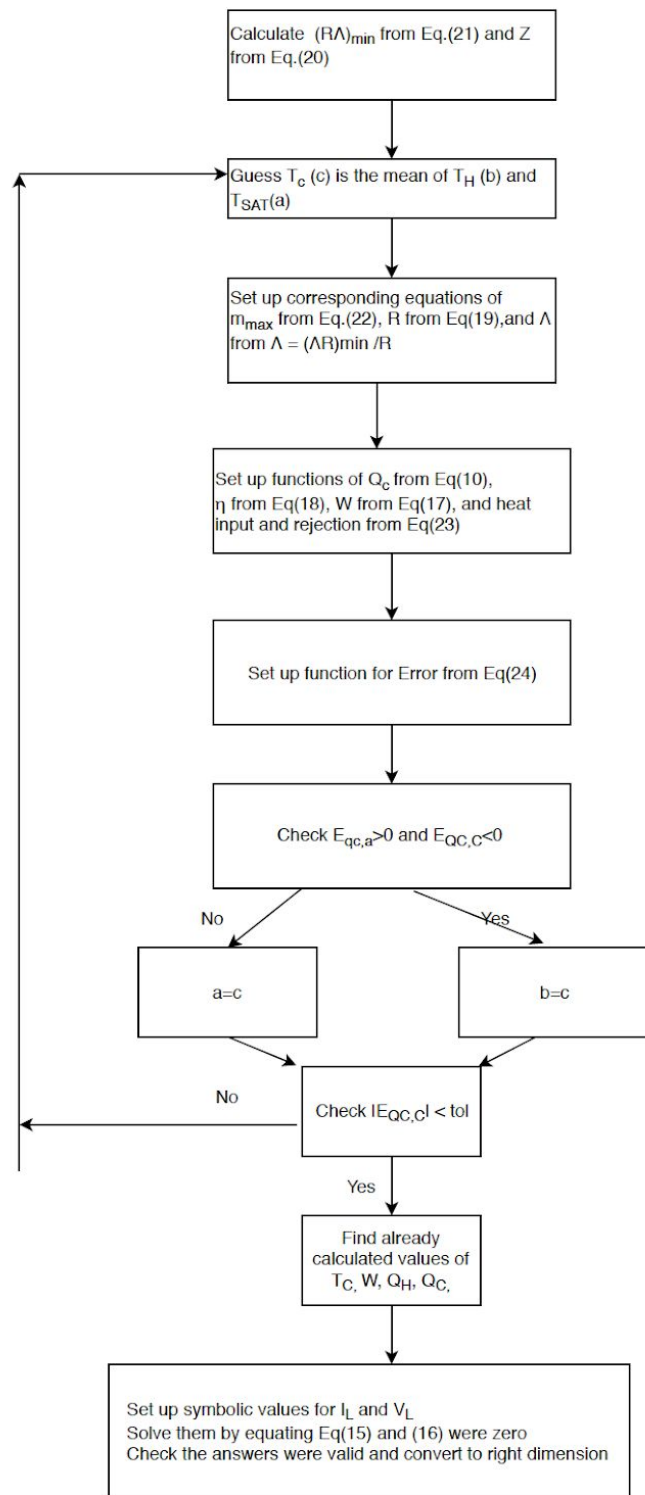 Calculate (RΛ)min from Eq.(21) and Z
from Eq.(20)
Guess Tc (c) is the mean of TH (b) and
TSAT(a)
Set up corresponding equations of
mmax from Eq.(22), R from Eq(19),and Λ
from Λ = (ΛR)min /R
Set up functions of Qc from Eq(10),
η from Eq(18), W from Eq(17), and heat
input and rejection from Eq(23)
Set up function for Error from Eq(24)
Check Eqc,a>0 and EQC,C<0
No
Yes
a=c
b=c
No
Check IEQC,CI < tol
Yes
Find already
calculated values of
TC, W, QH, QC,
Set up symbolic values for IL and VL
Solve them by equating Eq(15) and (16) were zero
Check the answers were valid and convert to right dimension